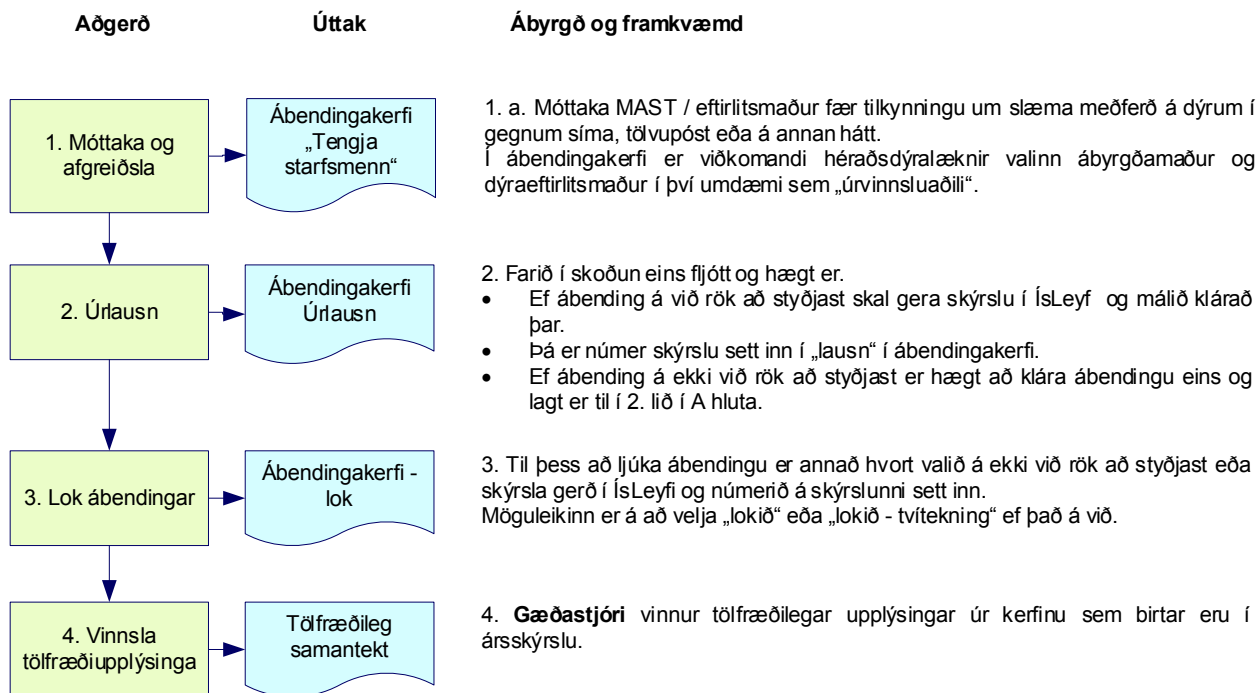 Aðgerð Úttak Ábyrgð og framkvæmd
1. Móttaka og
afgreiðsla
Ábendingakerfi
„Tengja
starfsmenn“
1. a. Móttaka MAST / eftirlitsmaður fær tilkynningu um slæma meðferð á dýrum í
gegnum síma, tölvupóst eða á annan hátt.
Í ábendingakerfi er viðkomandi héraðsdýralæknir valinn ábyrgðamaður og
dýraeftirlitsmaður í því umdæmi sem „úrvinnsluaðili“.
2. Úrlausn
Ábendingakerfi
Úrlausn
2. Farið í skoðun eins fljótt og hægt er.
• Ef ábending á við rök að styðjast skal gera skýrslu í ÍsLeyf og málið klárað
þar.
• Þá er númer skýrslu sett inn í „lausn“ í ábendingakerfi.
• Ef ábending á ekki við rök að styðjast er hægt að klára ábendingu eins og
lagt er til í 2. lið í A hluta.
3. Lok ábendingar
Ábendingakerfi -
lok
3. Til þess að ljúka ábendingu er annað hvort valið á ekki við rök að styðjast eða
skýrsla gerð í ÍsLeyfi og númerið á skýrslunni sett inn.
Möguleikinn er á að velja „lokið“ eða „lokið - tvítekning“ ef það á við.
4. Vinnsla
tölfræðiupplýsinga
Tölfræðileg
samantekt
4. Gæðastjóri vinnur tölfræðilegar upplýsingar úr kerfinu sem birtar eru í
ársskýrslu.